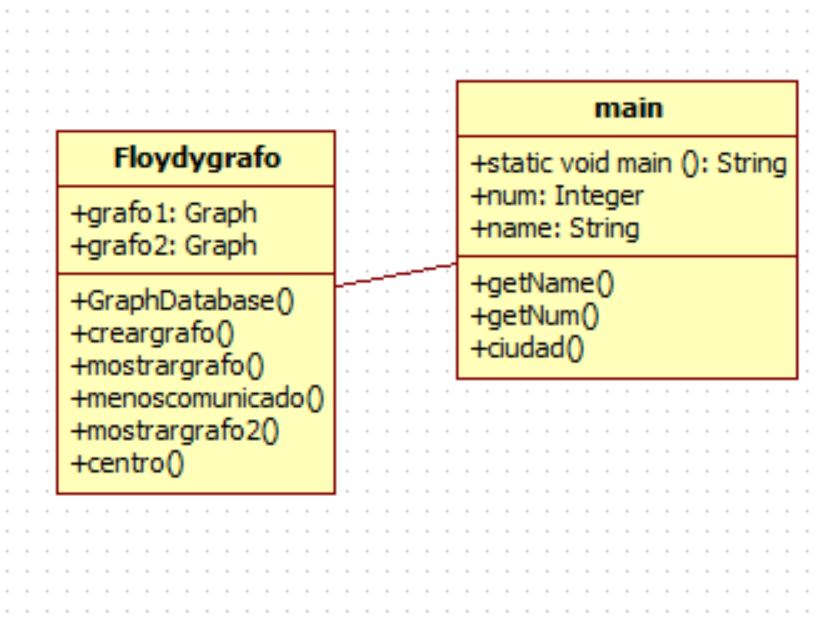 Floydygrafo
+grafo1: Graph
+grafo2: Graph
+GraphDatabase()
+creargrafo()
+mostrargrafo()
+menoscomunicado()
+mostrargrafo2()
+centro()
main
+static void main (): String
+num: Integer
+name: String
+getName()
+getNum()
+ciudad()